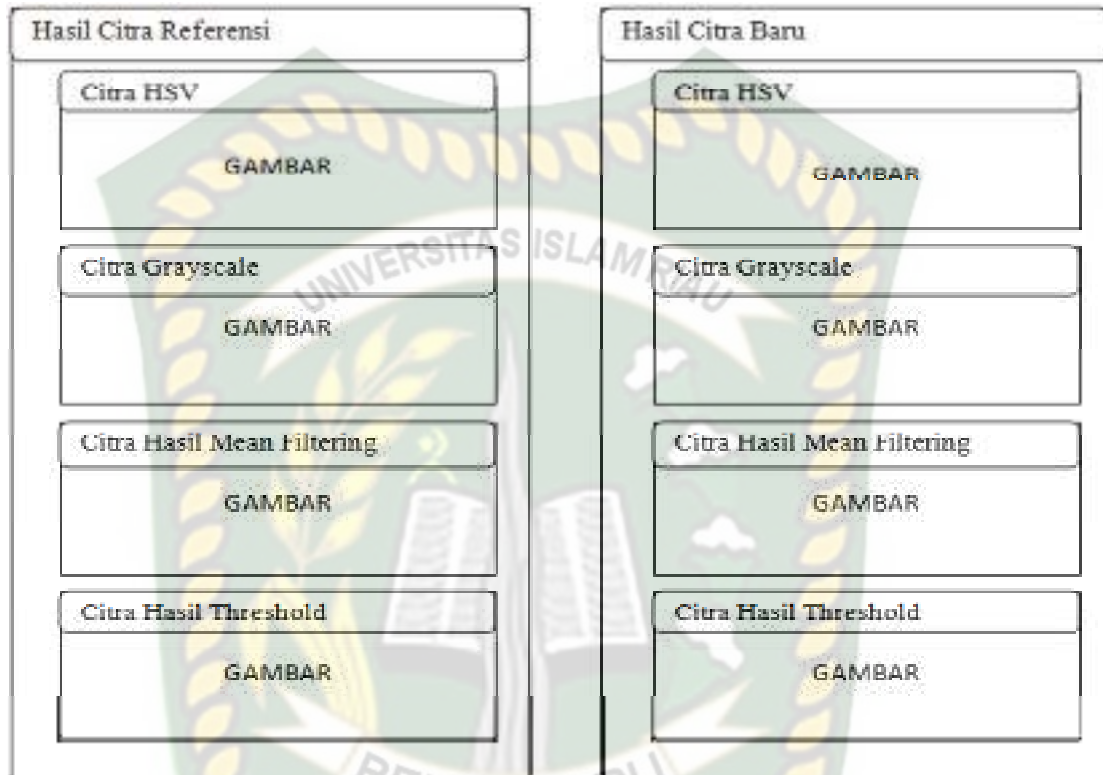 Hasil Citra Referensi
Citra HSV
GAMBAR
Citra Grayscale
GAMBAR
Citra Hasil Mean Filtering
GAMBAR
Citra Hasil Threshold
GAMBAR
Hasil Citra Baru
Citra HSV
GAMBAR
Citra Grayscale
GAMBAR
Citra Hasil Mean Filtering
GAMBAR
Citra Hasil Threshold
GAMBAR
UNIVERSITAS ISLAM RIAU